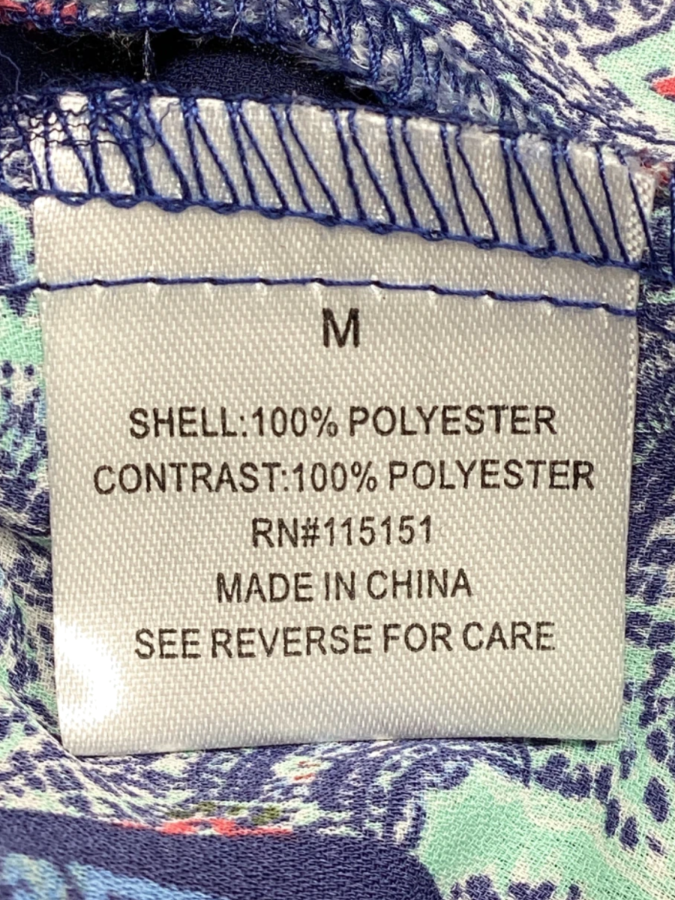 M
SHELL:100% POLYESTER
CONTRAST:100% POLYESTER
RN#115151
MADE IN CHINA
SEE REVERSE FOR CARE